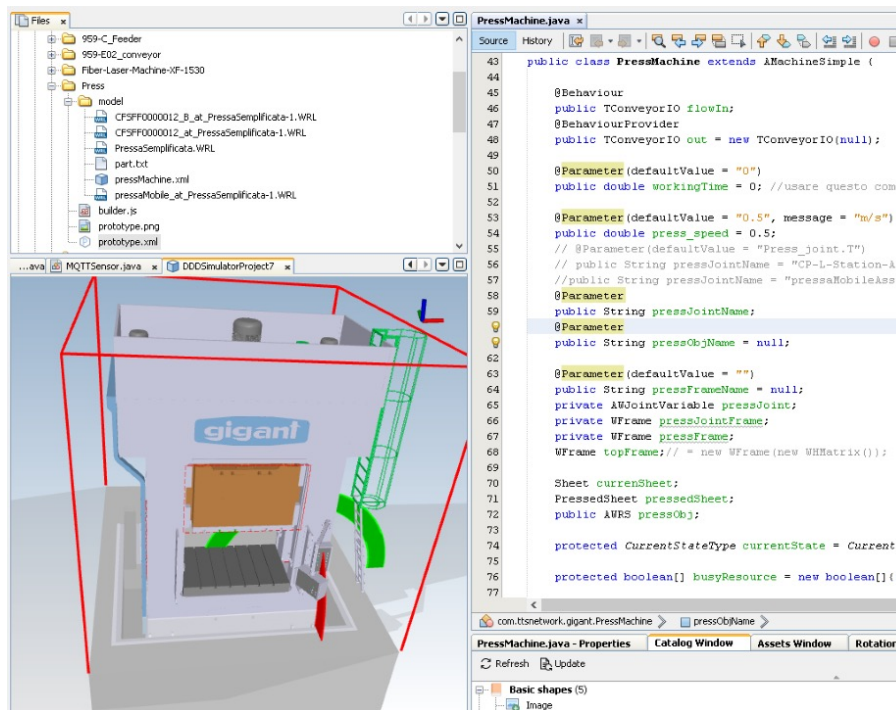 Files
959-C_Feeder
959-E02_conveyor
Fiber-Laser-Machine-XF-1530
Press
model
CFSFF0000012_B_at_PressaSemplificata-1.WRL
CFSFF0000012_at_PressaSemplificata-1.WRL
PressaSemplificata.WRL
part.txt
pressMachine.xml
pressaMobile_at_PressaSemplificata-1.WRL
builder.js
prototype.png
prototype.xml
...ava
MQTTSensor.java
DDDSimulatorProject7
gigant
PressMachine.java
Source History
43 public class PressMachine extends AMachineSimple {
44
45 @Behaviour
46 public TConveyorIO flowIn;
47 @BehaviourProvider
48 public TConveyorIO out = new TConveyorIO(null);
49
50 @Parameter(defaultValue = "0")
51 public double workingTime = 0; //usare questo com
52
53 @Parameter(defaultValue = "0.5", message = "m/s")
54 public double press_speed = 0.5;
55 // @Parameter(defaultValue = "Press_joint.T")
56 // public String pressJointName = "CP-L-Station-A
57 //public String pressJointName = "pressaMobileAss
58 @Parameter
59 public String pressJointName;
@Parameter
public String pressObjName = null;
62
63 @Parameter(defaultValue = "")
64 public String pressFrameName = null;
65 private AWJointVariable pressJoint;
66 private WFrame pressJointFrame;
67 private WFrame pressFrame;
68 WFrame topFrame;// = new WFrame(new WHMatrix());
69
70 Sheet currenSheet;
71 PressedSheet pressedSheet;
72 public AWRS pressObj;
73
74 protected CurrentStateType currentState = Current
75
76 protected boolean[] busyResource = new boolean[](
77
com.ttsnetwork.gigant.PressMachine
pressObjName
PressMachine.java - Properties
Catalog Window
Assets Window
Rotation
Refresh
Update
Basic shapes (5)
Image